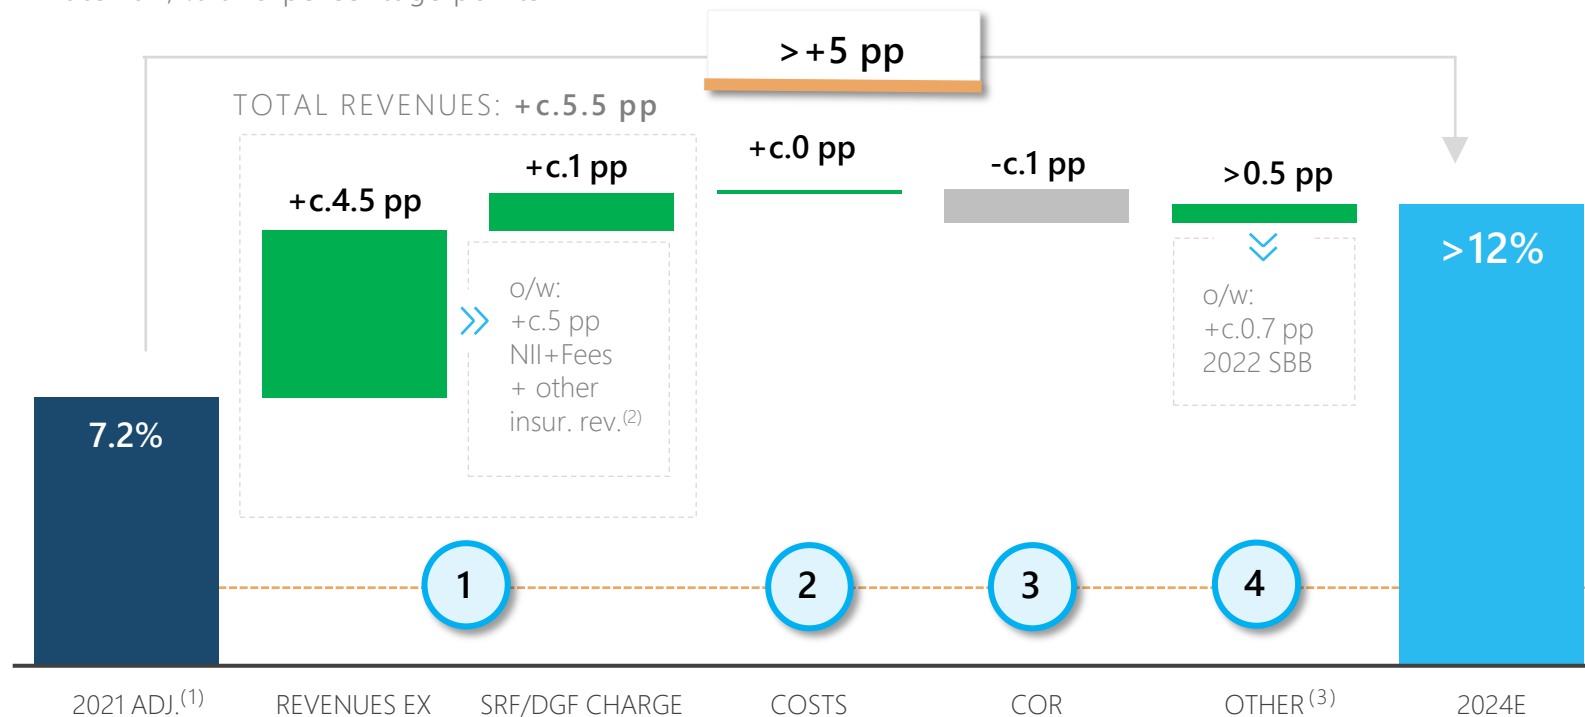 >+5 pp
TOTAL REVENUES: +c.5.5 pp
+c.4.5 pp
+c.1 pp
+c.0 pp
-c.1 pp
>0.5 pp
7.2%
>12%
o/w:
+c.5 pp
NII+Fees
+ other
insur. rev.(2)
o/w:
+c.0.7 pp
2022 SBB
1
2
3
4
2021 ADJ.(1)
REVENUES EX
SRF/DGF CHARGE
COSTS
COR
OTHER (3)
2024E